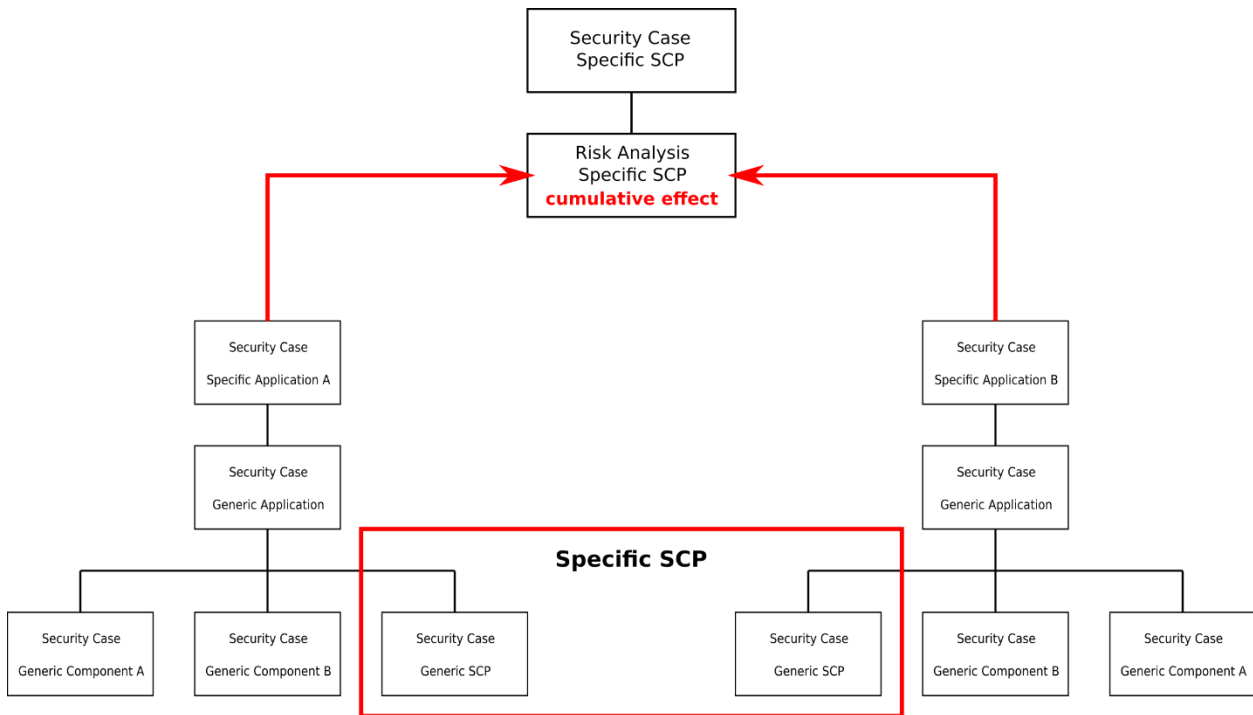 Security Case
Specific SCP
Risk Analysis
Specific SCP
cumulative effect
Security Case
Specific Application A
Security Case
Specific Application B
Security Case
Generic Application
Security Case
Generic Application
Specific SCP
Security Case
Generic Component A
Security Case
Generic Component B
Security Case
Generic SCP
Security Case
Generic SCP
Security Case
Generic Component B
Security Case
Generic Component A